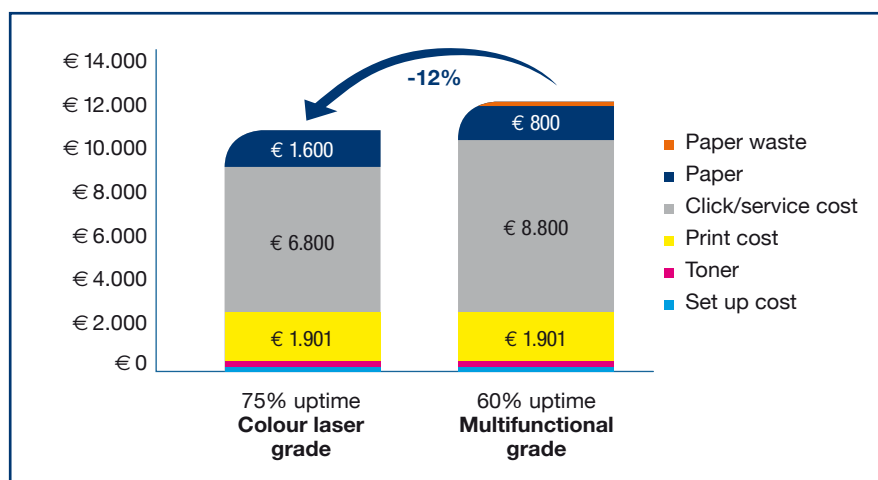 € 14.000
€ 12.000
€ 10.000
€ 8.000
€ 6.000
€ 4.000
€ 2.000
€ 0
-12%
€ 1.600
€ 6.800
€ 1.901
€ 800
€ 8.800
€ 1.901
Paper waste
Paper
Click/service cost
Print cost
Toner
Set up cost
75% uptime
Colour laser
grade
60% uptime
Multifunctional
grade